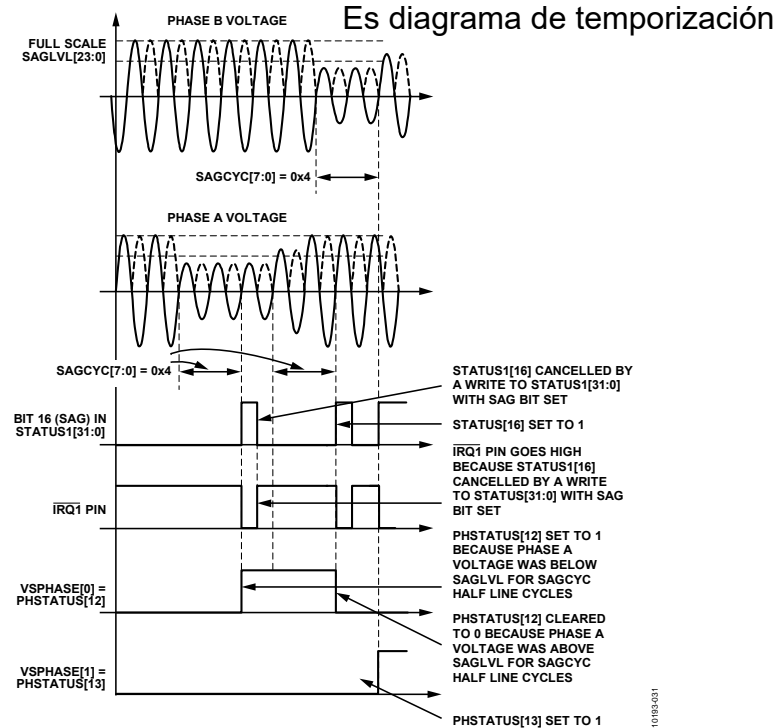 Es diagrama de temporización
PHASE B VOLTAGE
FULL SCALE
SAGLVL[23:0]
SAGCYC[7:0] = 0x4
PHASE A VOLTAGE
SAGCYC[7:0] = 0x4
STATUS1[16] CANCELLED BY
A WRITE TO STATUS1[31:0]
WITH SAG BIT SET
BIT 16 (SAG) IN
STATUS1[31:0]
STATUS[16] SET TO 1
IRQ1 PIN GOES HIGH
BECAUSE STATUS1[16]
CANCELLED BY A WRITE
TO STATUS[31:0] WITH SAG
BIT SET
IRQ1 PIN
PHSTATUS[12] SET TO 1
BECAUSE PHASE A
VOLTAGE WAS BELOW
SAGLVL FOR SAGCYC
HALF LINE CYCLES
VSPHASE[0] =
PHSTATUS[12]
PHSTATUS[12] CLEARED
TO 0 BECAUSE PHASE A
VOLTAGE WAS ABOVE
SAGLVL FOR SAGCYC
HALF LINE CYCLES
VSPHASE[1] =
PHSTATUS[13]
PHSTATUS[13] SET TO 1
10193-031